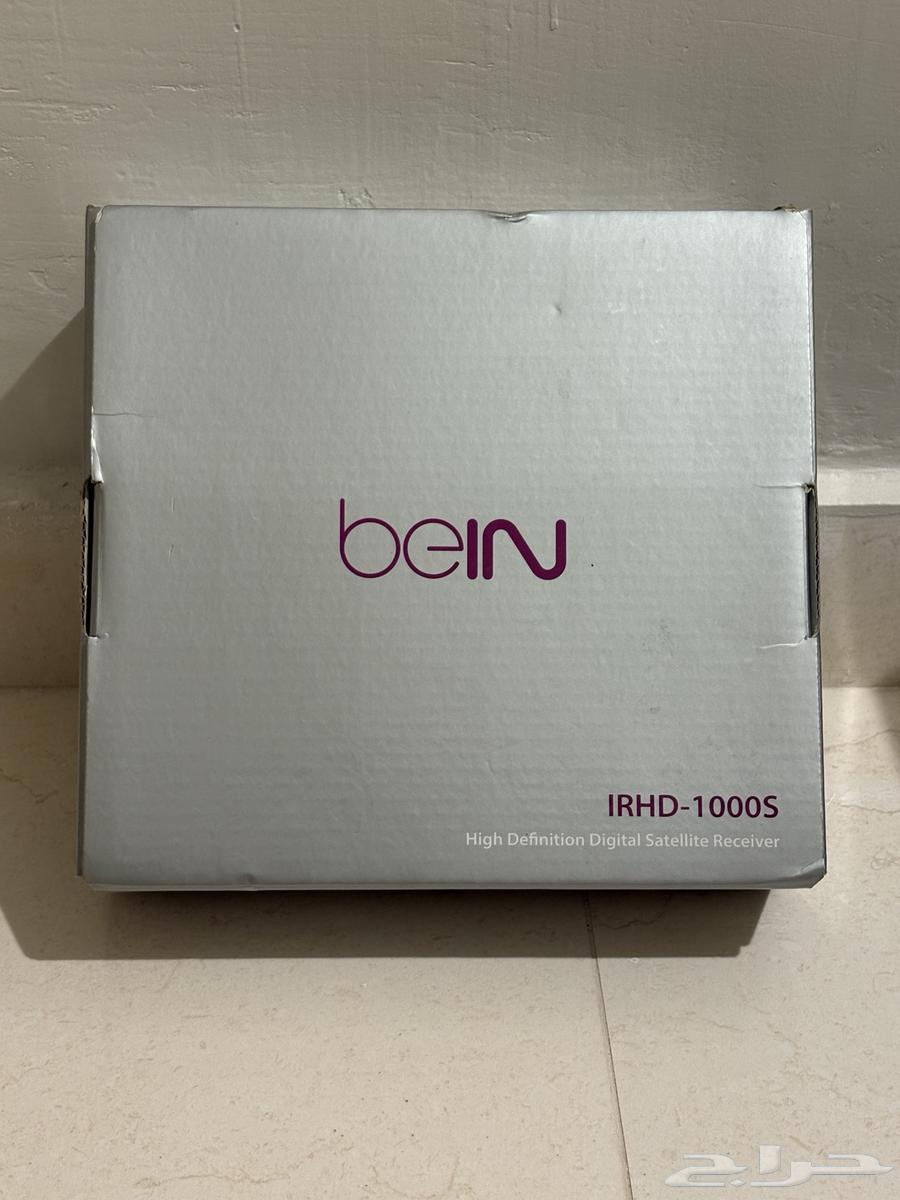 beIN
IRHD-1000S
High Definition Digital Satellite Receiver
حراج